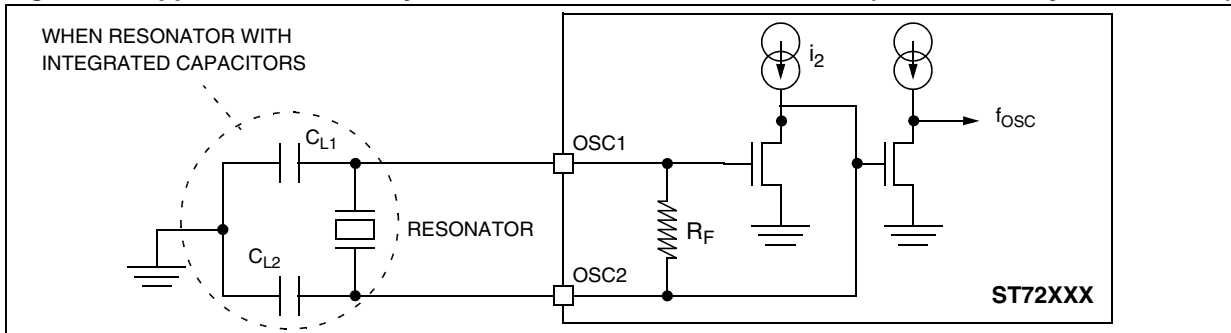 WHEN RESONATOR WITH
INTEGRATED CAPACITORS
i2
fOSC
CL1
OSC1
RESONATOR
RF
CL2
OSC2
ST72XXX